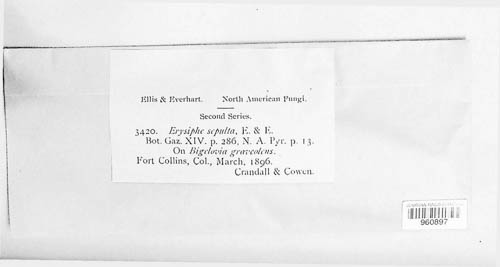 Ellis & Everhart. North American Fungi.
Second Series.
3420. Erysiphe sepulta, E. & E.
Bot. Gaz. XIV. p. 286, N. A. Pyr. p. 13.
On Bigelovia graveolens.
Fort Collins, Col., March, 1896.
Crandall & Cowen.
960897